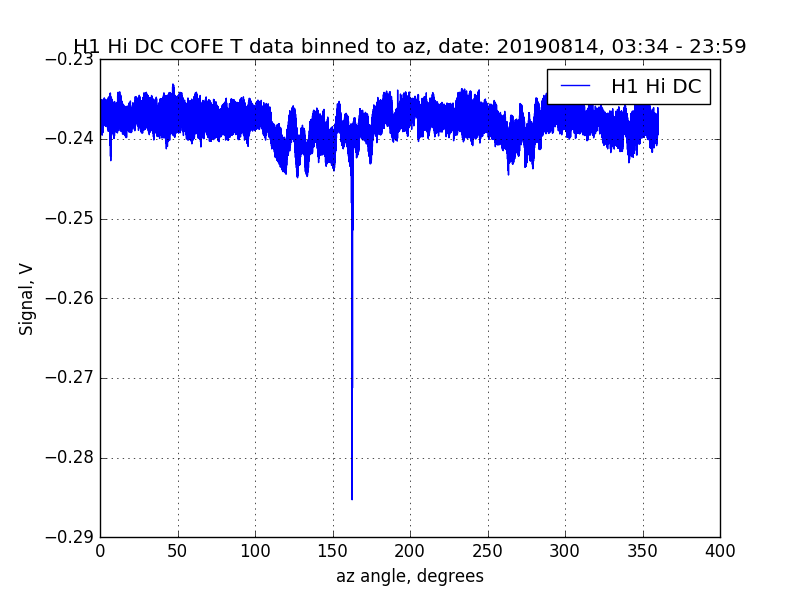 H1 Hi DC COFE T data binned to az, date: 20190814, 03:34 - 23:59
H1 Hi DC
−0.23
−0.24
−0.25
−0.26
−0.27
−0.28
−0.29
Signal, V
0 50 100 150 200 250 300 350 400
az angle, degrees